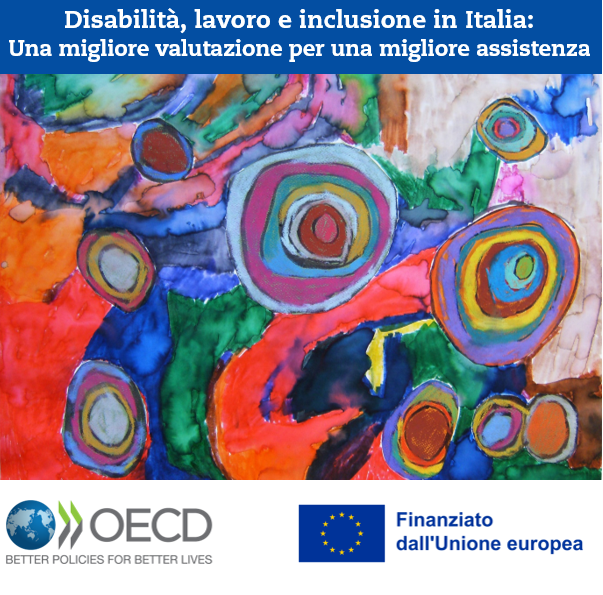 Disabilità, lavoro e inclusione in Italia:
Una migliore valutazione per una migliore assistenza
OECD
BETTER POLICIES FOR BETTER LIVES
Finanziato
dall'Unione europea